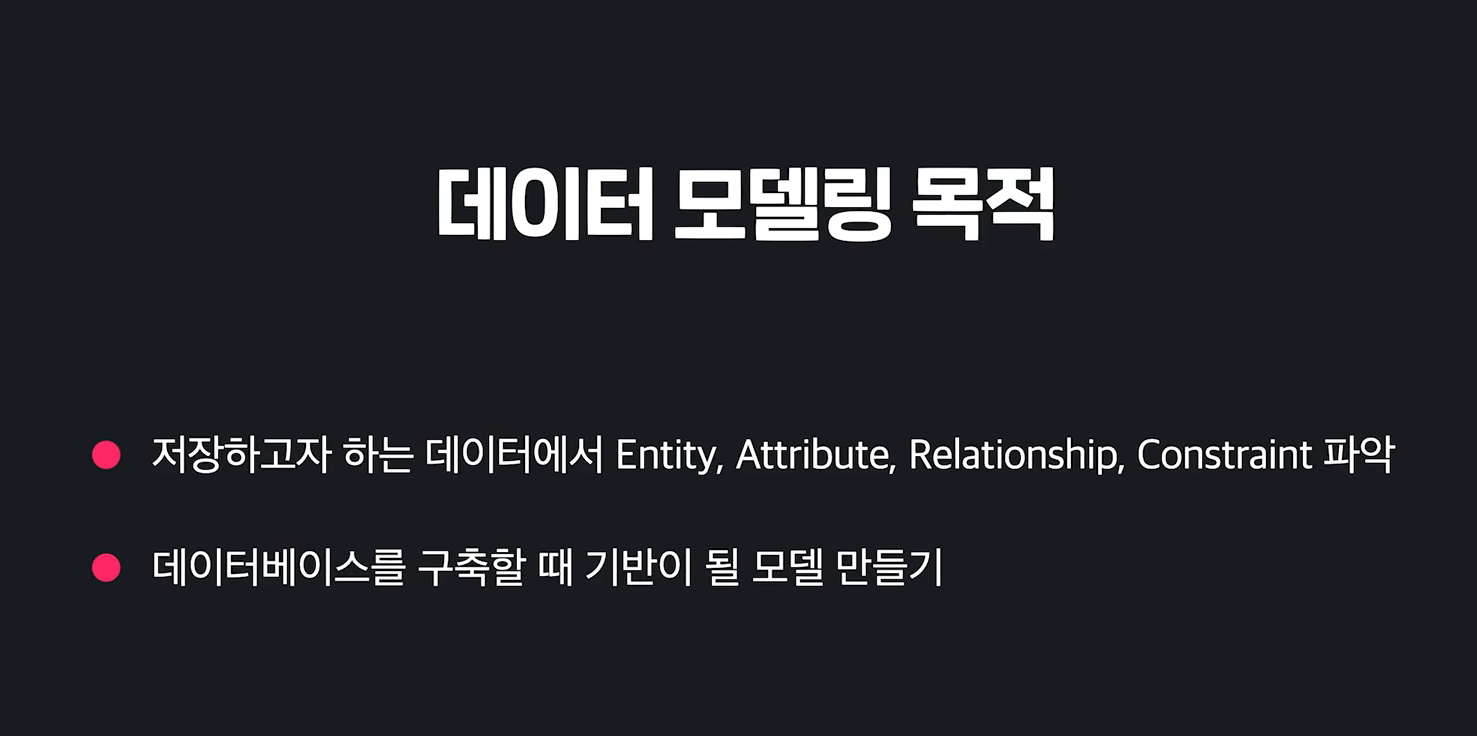 데이터 모델링 목적
저장하고자 하는 데이터에서 Entity, Attribute, Relationship, Constraint 파악
데이터베이스를 구축할 때 기반이 될 모델 만들기